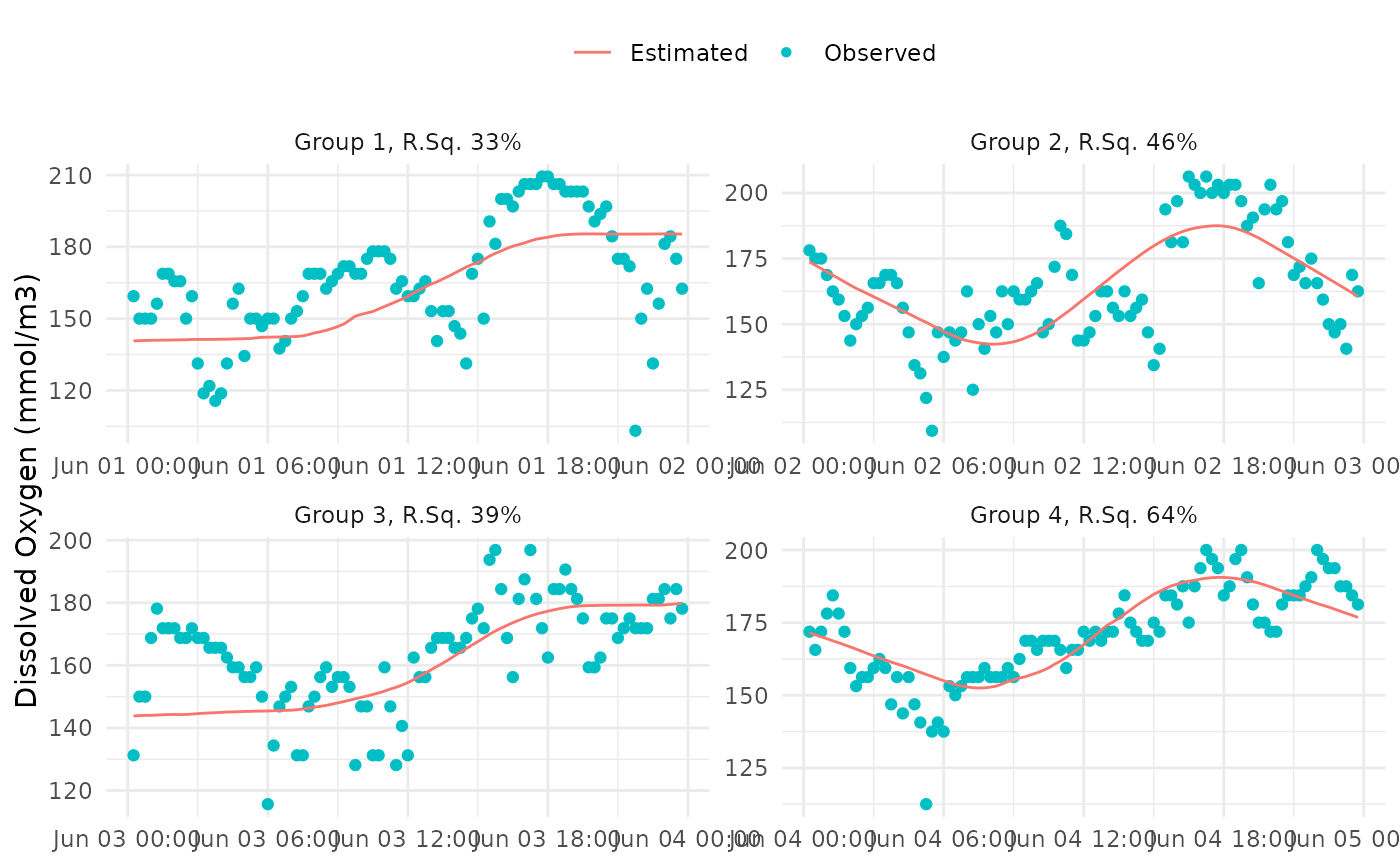 Estimated Observed
Group 1, R.Sq. 33%
210
180
150
120
Jun 01 00:00 Jun 01 06:00 Jun 01 12:00 Jun 01 18:00 Jun 02 00:00
Group 2, R.Sq. 46%
200
175
150
125
Jun 02 00:00 Jun 02 06:00 Jun 02 12:00 Jun 02 18:00 Jun 03 00
Dissolved Oxygen (mmol/m3)
Group 3, R.Sq. 39%
200
180
160
140
120
Jun 03 00:00 Jun 03 06:00 Jun 03 12:00 Jun 03 18:00 Jun 04 00:00
Group 4, R.Sq. 64%
200
175
150
125
Jun 04 00:00 Jun 04 06:00 Jun 04 12:00 Jun 04 18:00 Jun 05 00